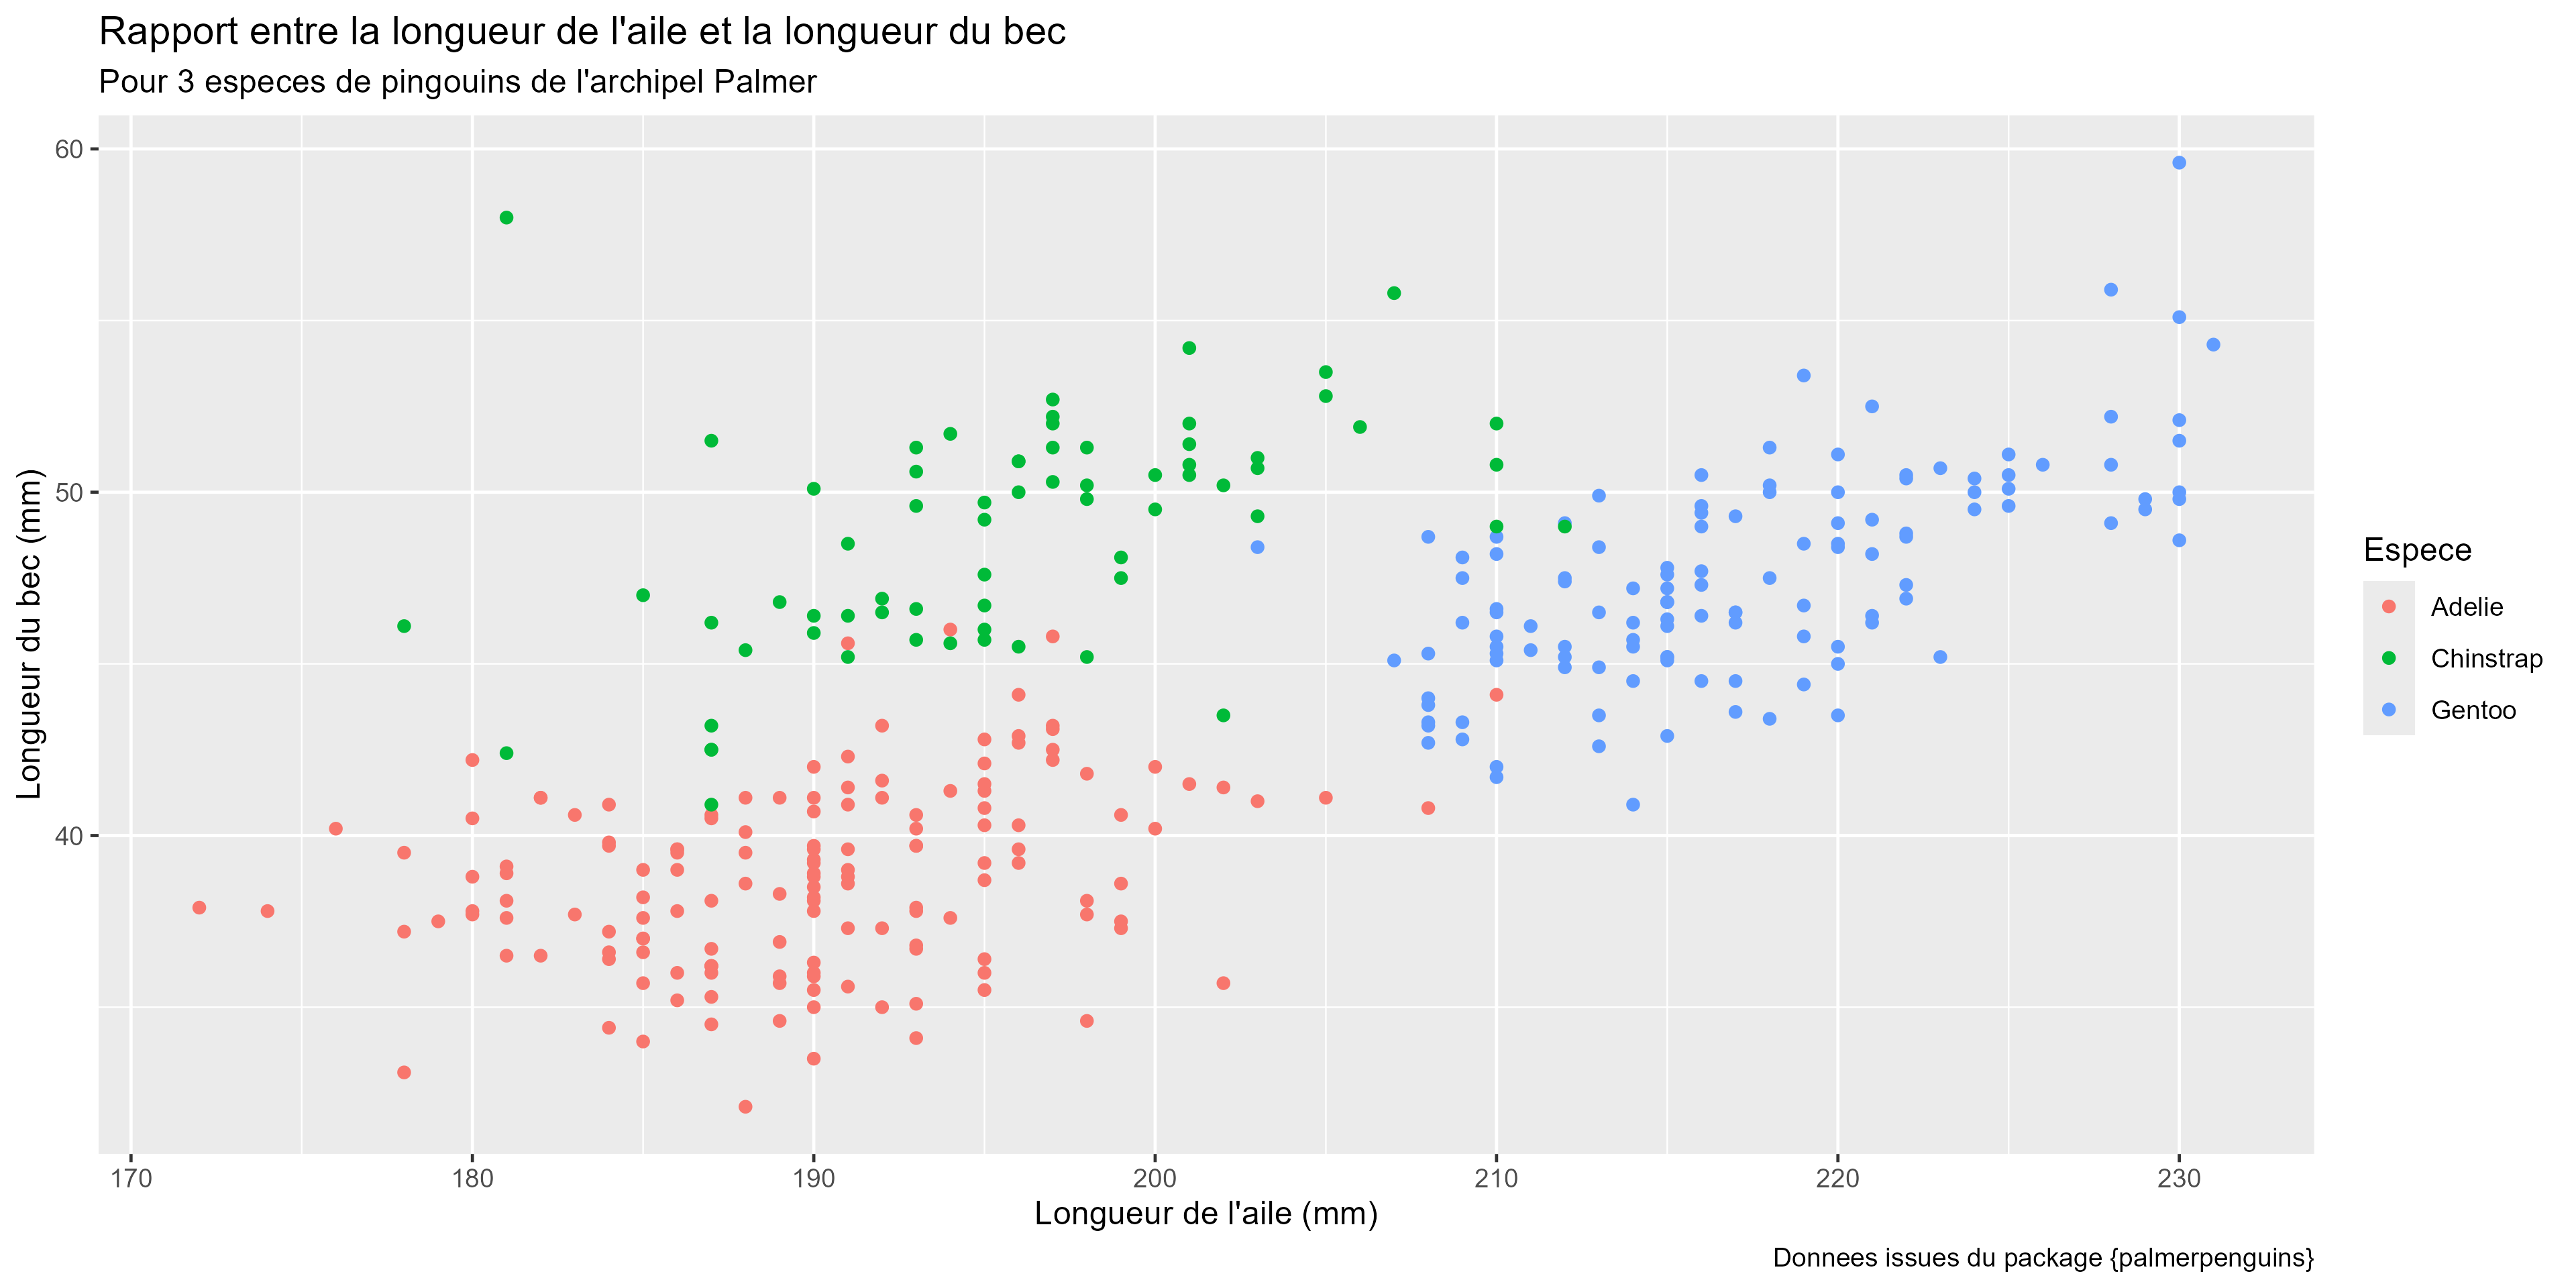 Rapport entre la longueur de l'aile et la longueur du bec
Pour 3 especes de pingouins de l'archipel Palmer
60
50
40
Longueur du bec (mm)
170 180 190 200 210 220 230
Longueur de l'aile (mm)
Espece
Adelie
Chinstrap
Gentoo
Donnees issues du package {palmerpenguins}